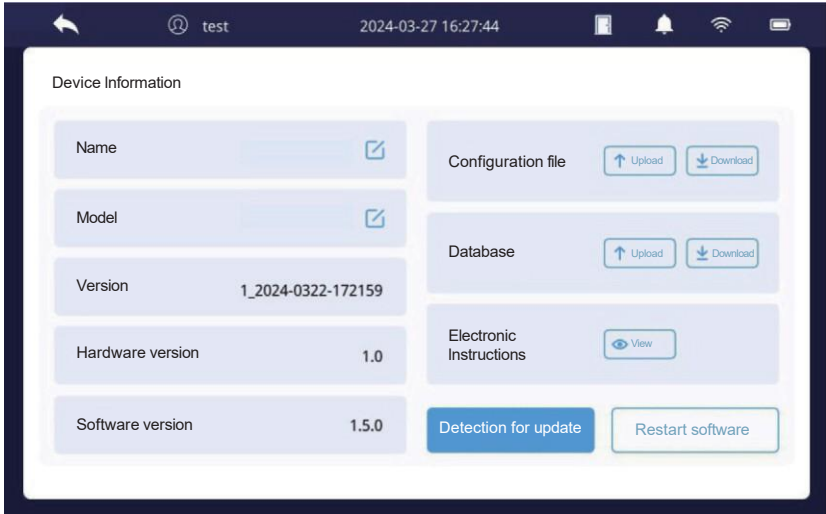 test
2024-03-27 16:27:44
Device Information
Name
Model
Version
1_2024-0322-172159
Hardware version
1.0
Software version
1.5.0
Configuration file
Upload
Download
Database
Upload
Download
Electronic
Instructions
View
Detection for update
Restart software